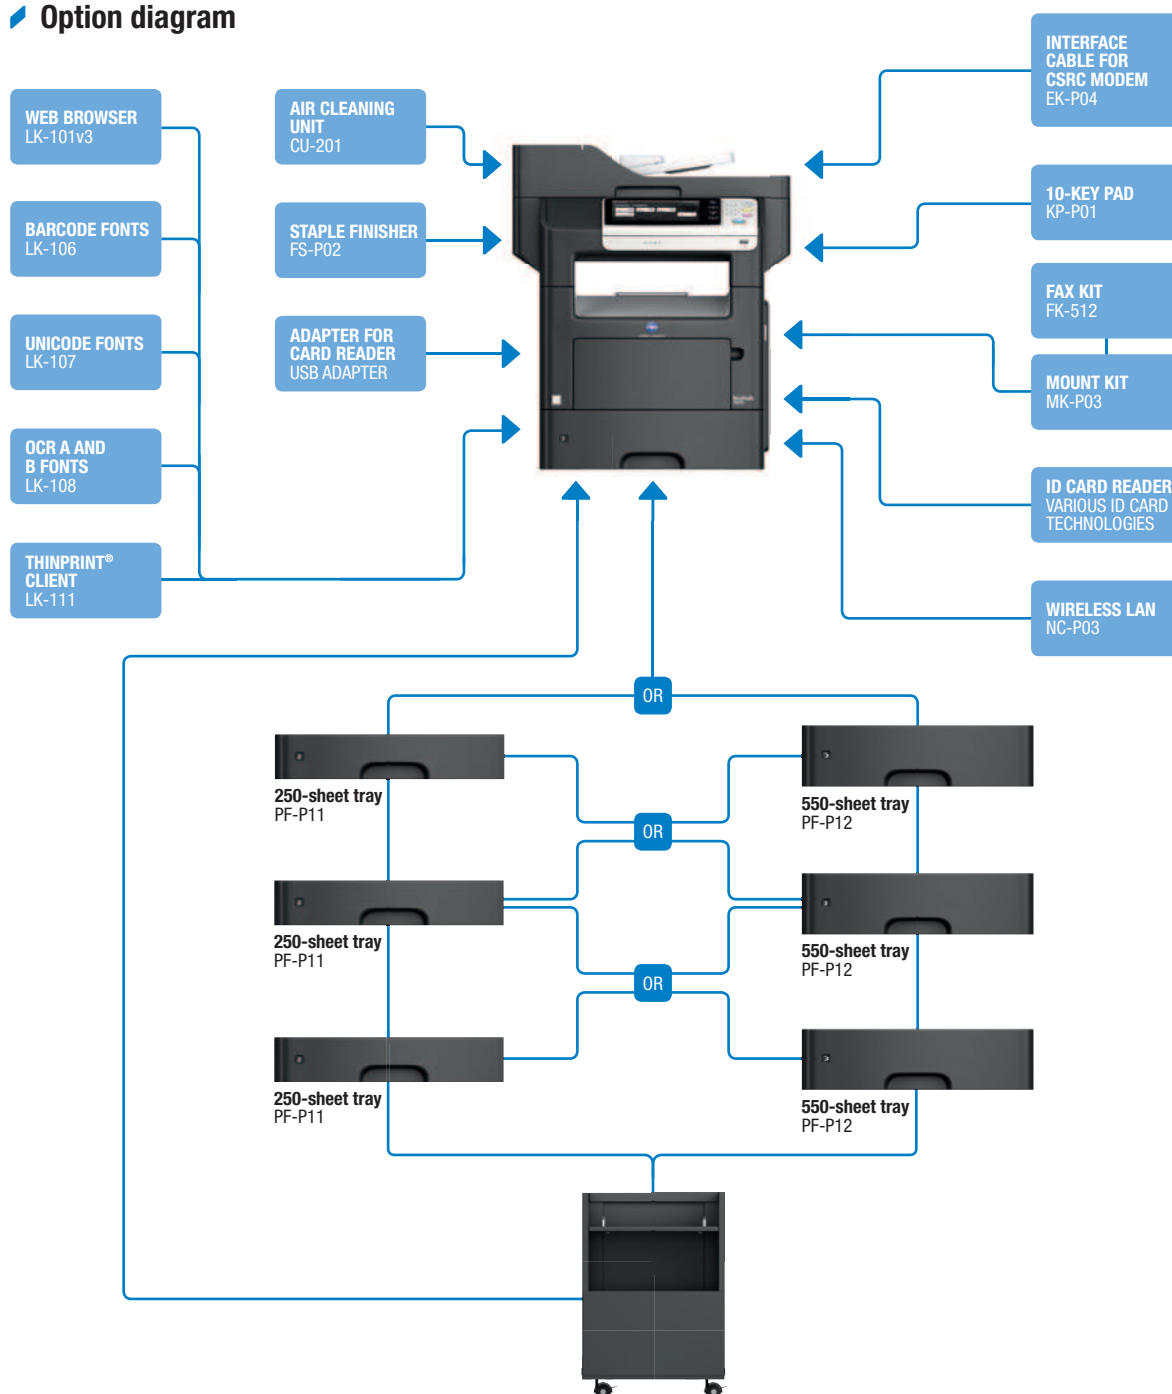 Option diagram
WEB BROWSER
LK-101v3
BARCODE FONTS
LK-106
UNICODE FONTS
LK-107
OCR A AND
B FONTS
LK-108
THINPRINT®
CLIENT
LK-111
AIR CLEANING
UNIT
CU-201
STAPLE FINISHER
FS-P02
ADAPTER FOR
CARD READER
USB ADAPTER
INTERFACE
CABLE FOR
CSRC MODEM
EK-P04
10-KEY PAD
KP-P01
FAX KIT
FK-512
MOUNT KIT
MK-P03
ID CARD READER
VARIOUS ID CARD
TECHNOLOGIES
WIRELESS LAN
NC-P03
OR
250-sheet tray
PF-P11
550-sheet tray
PF-P12
OR
250-sheet tray
PF-P11
550-sheet tray
PF-P12
OR
250-sheet tray
PF-P11
550-sheet tray
PF-P12